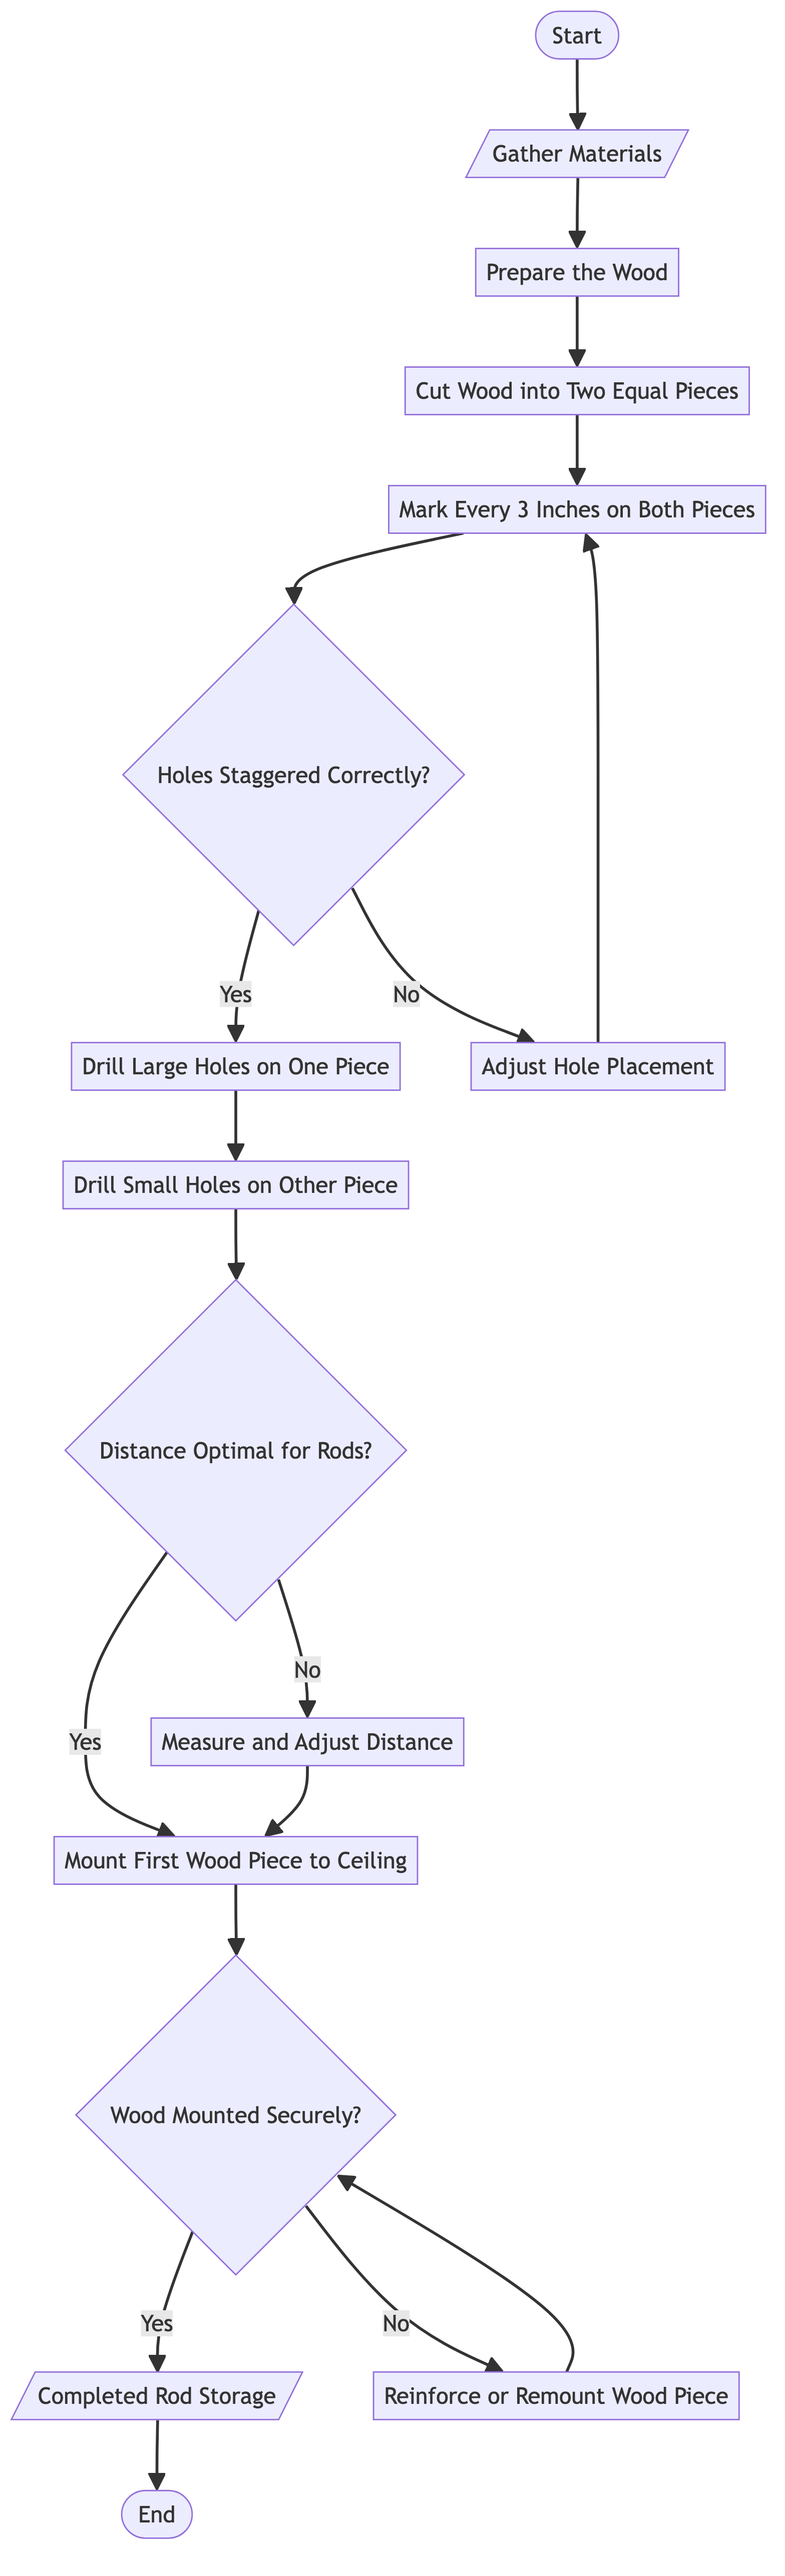 Start
Gather Materials
Prepare the Wood
Cut Wood into Two Equal Pieces
Mark Every 3 Inches on Both Pieces
Holes Staggered Correctly?
Yes
No
Drill Large Holes on One Piece
Adjust Hole Placement
Drill Small Holes on Other Piece
Distance Optimal for Rods?
No
Yes
Measure and Adjust Distance
Mount First Wood Piece to Ceiling
Wood Mounted Securely?
Yes
No
Completed Rod Storage
Reinforce or Remount Wood Piece
End